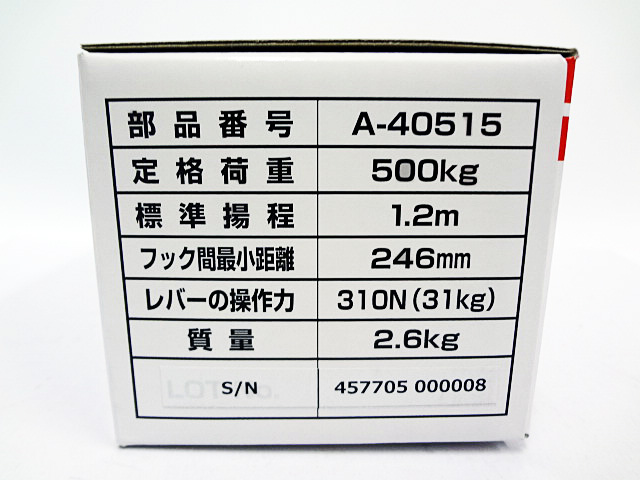 部品番号 A-40515
定格荷重 500kg
標準揚程 1.2m
フック間最小距離 246mm
レバーの操作力 310N(31kg)
質量 2.6kg
LOT No.
S/N 457705 000008